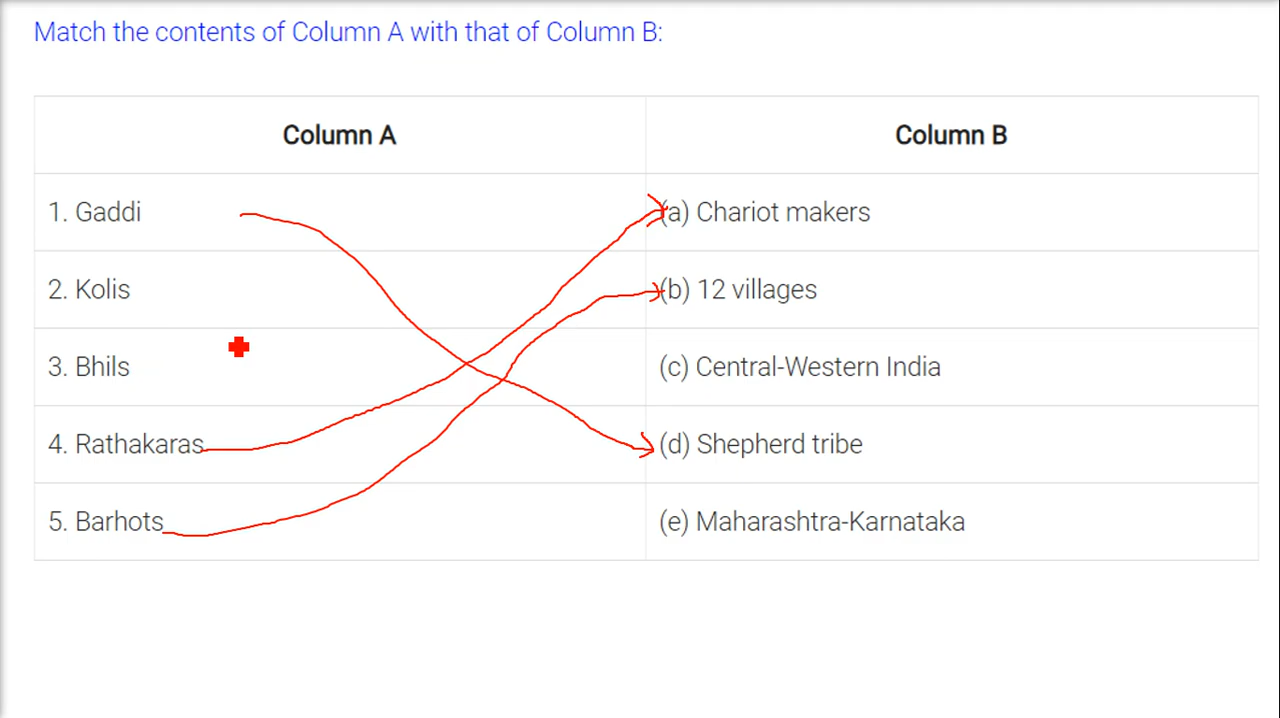 Match the contents of Column A with that of Column B:
Column A Column B
1. Gaddi (a) Chariot makers
2. Kolis (b) 12 villages
3. Bhils (c) Central-Western India
4. Rathakaras (d) Shepherd tribe
5. Barhots (e) Maharashtra-Karnataka